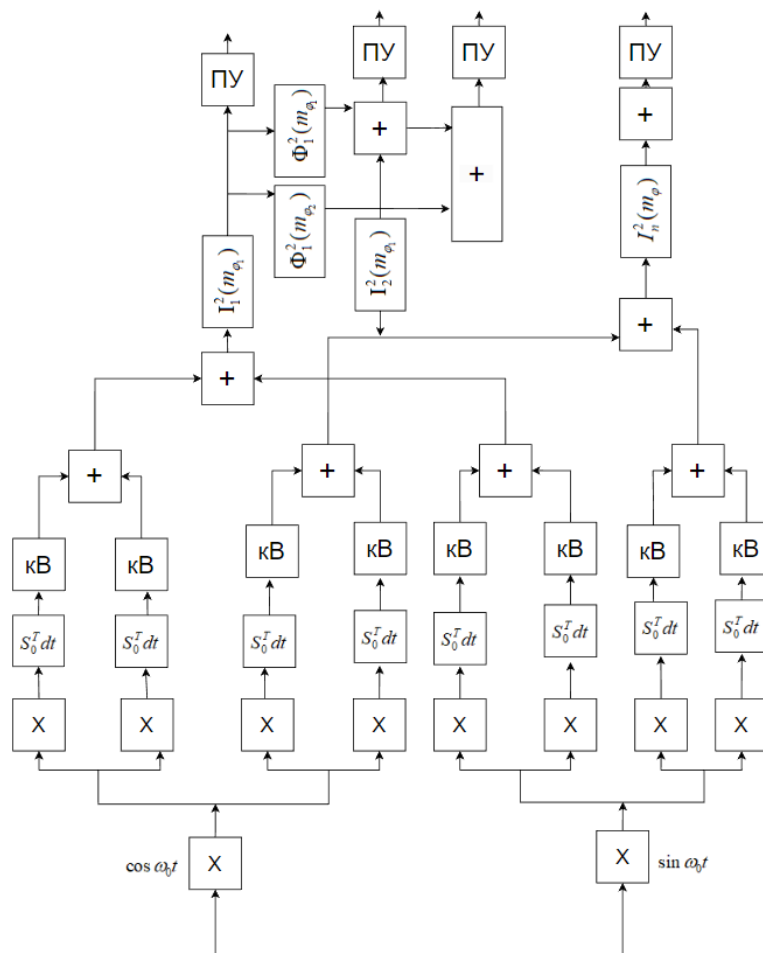 ПУ
ПУ
ПУ
ПУ
Φ₁²(m_φ₁)
+
+
+
Φ₁²(m_φ₂)
I₁²(m_φ₁)
I₂²(m_φ₁)
Iₙ²(m_φ)
+
+
+
+
+
+
кВ
кВ
кВ
кВ
кВ
кВ
кВ
кВ
S₀ᵀdt
S₀ᵀdt
S₀ᵀdt
S₀ᵀdt
S₀ᵀdt
S₀ᵀdt
S₀ᵀdt
S₀ᵀdt
X
X
X
X
X
X
X
X
cos ω₀t
X
X
sin ω₀t